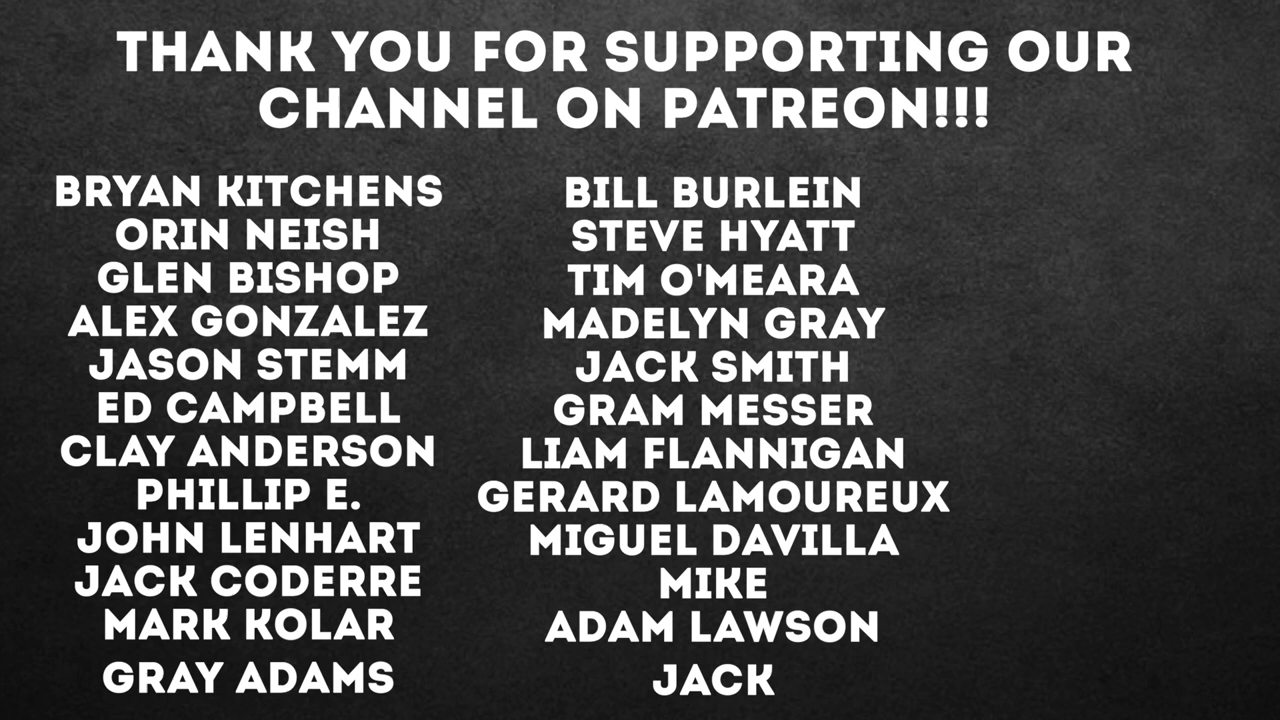 THANK YOU FOR SUPPORTING OUR
CHANNEL ON PATREON!!!
BRYAN KITCHENS
ORIN NEISH
GLEN BISHOP
ALEX GONZALEZ
JASON STEMM
ED CAMPBELL
CLAY ANDERSON
PHILLIP E.
JOHN LENHART
JACK CODERRE
MARK KOLAR
GRAY ADAMS
BILL BURLEIN
STEVE HYATT
TIM O'MEARA
MADELYN GRAY
JACK SMITH
GRAM MESSER
LIAM FLANNIGAN
GERARD LAMOUREUX
MIGUEL DAVILLA
MIKE
ADAM LAWSON
JACK